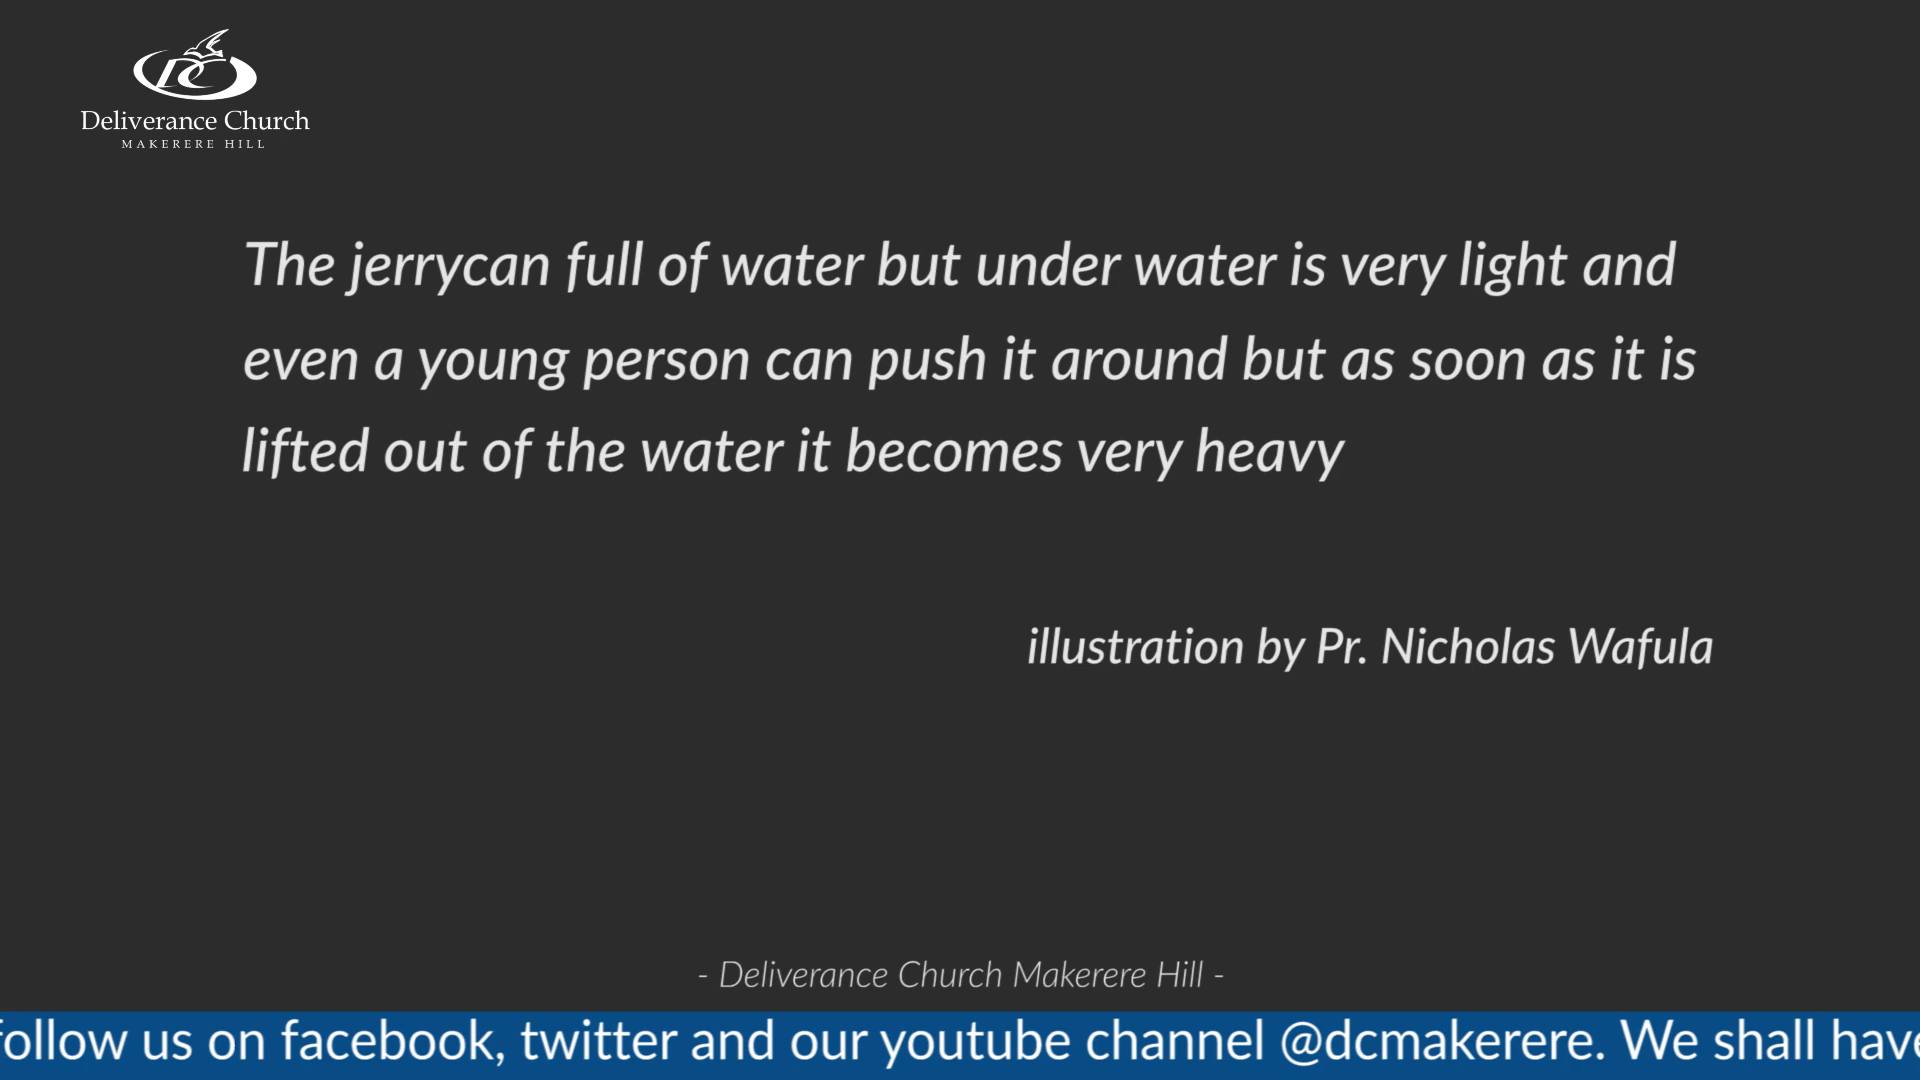 DC
Deliverance Church
MAKERERE HILL
The jerrycan full of water but under water is very light and
even a young person can push it around but as soon as it is
lifted out of the water it becomes very heavy
illustration by Pr. Nicholas Wafula
- Deliverance Church Makerere Hill -
follow us on facebook, twitter and our youtube channel @dcmakerere. We shall have